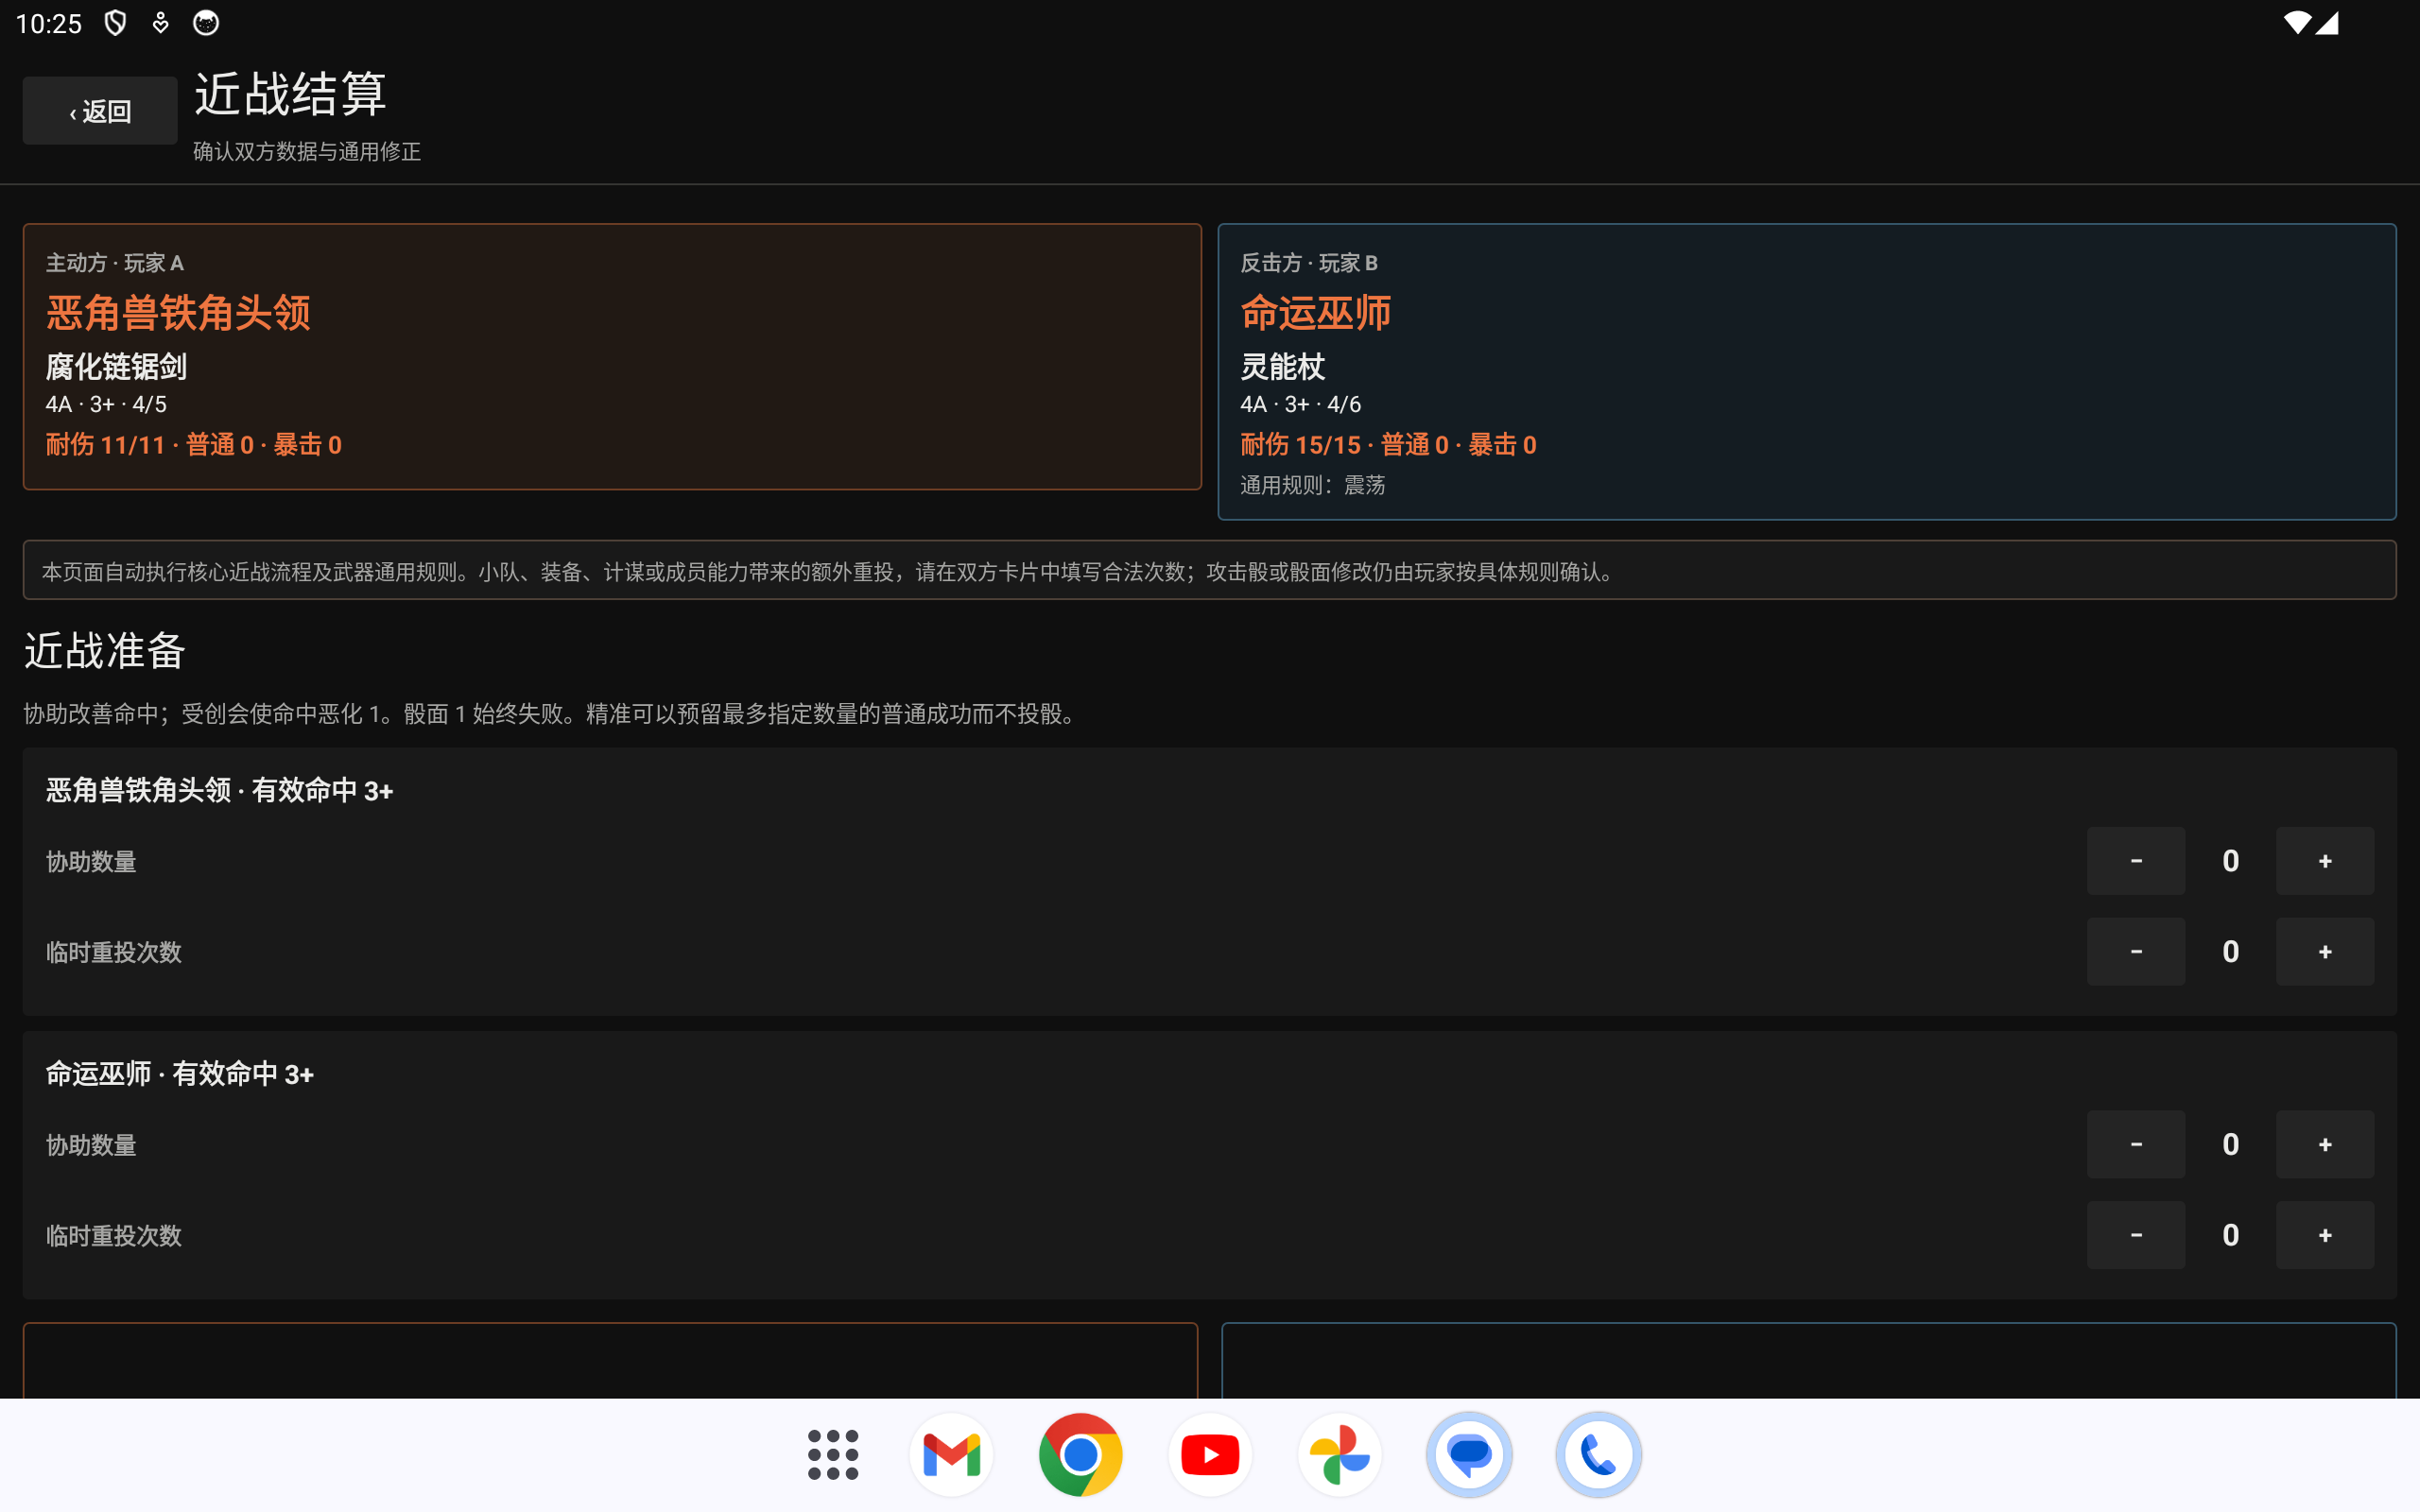 10:25
‹ 返回
近战结算
确认双方数据与通用修正
主动方 · 玩家 A
恶角兽铁角头领
腐化链锯剑
4A · 3+ · 4/5
耐伤 11/11 · 普通 0 · 暴击 0
反击方 · 玩家 B
命运巫师
灵能杖
4A · 3+ · 4/6
耐伤 15/15 · 普通 0 · 暴击 0
通用规则：震荡
本页面自动执行核心近战流程及武器通用规则。小队、装备、计谋或成员能力带来的额外重投，请在双方卡片中填写合法次数；攻击骰或骰面修改仍由玩家按具体规则确认。
近战准备
协助改善命中；受创会使命中恶化 1。骰面 1 始终失败。精准可以预留最多指定数量的普通成功而不投骰。
恶角兽铁角头领 · 有效命中 3+
协助数量 − 0 +
临时重投次数 − 0 +
命运巫师 · 有效命中 3+
协助数量 − 0 +
临时重投次数 − 0 +